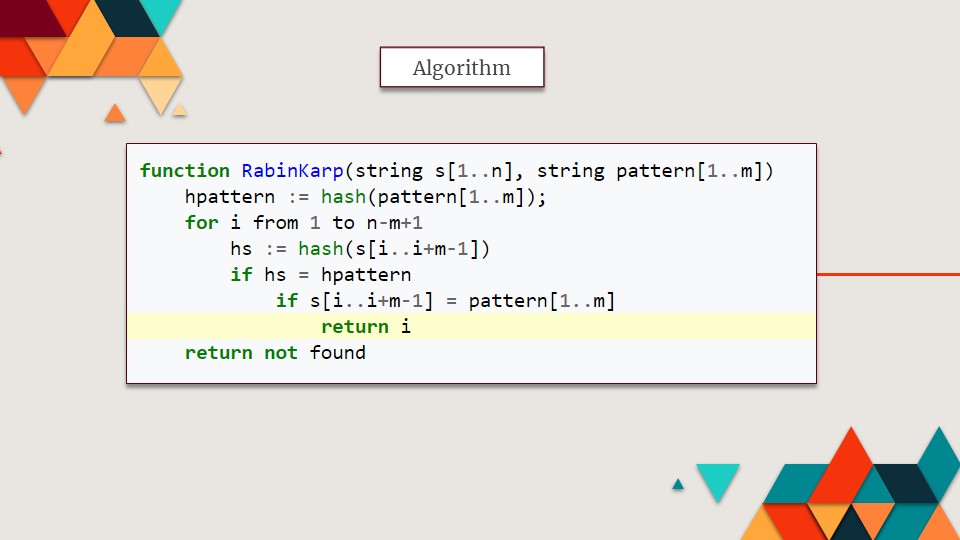 Algorithm
function RabinKarp(string s[1..n], string pattern[1..m])
    hpattern := hash(pattern[1..m]);
    for i from 1 to n-m+1
        hs := hash(s[i..i+m-1])
        if hs = hpattern
            if s[i..i+m-1] = pattern[1..m]
                return i
    return not found